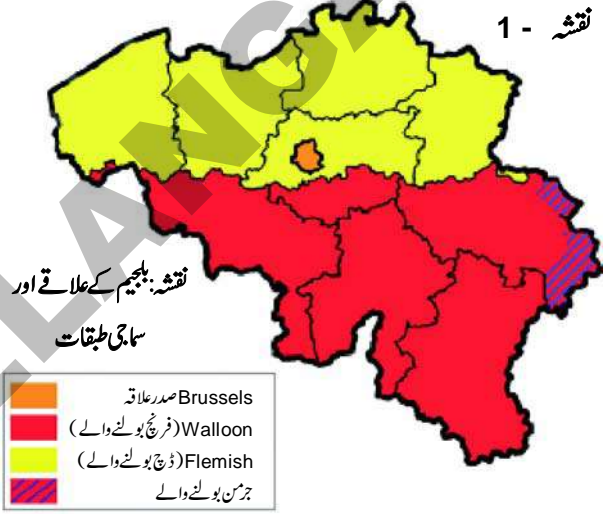 نقشہ - 1
نقشہ: بلجیم کے علاقے اور
سماجی طبقات
Brussels صدر علاقہ
Walloon (فرنچ بولنے والے)
Flemish (ڈچ بولنے والے)
جرمن بولنے والے